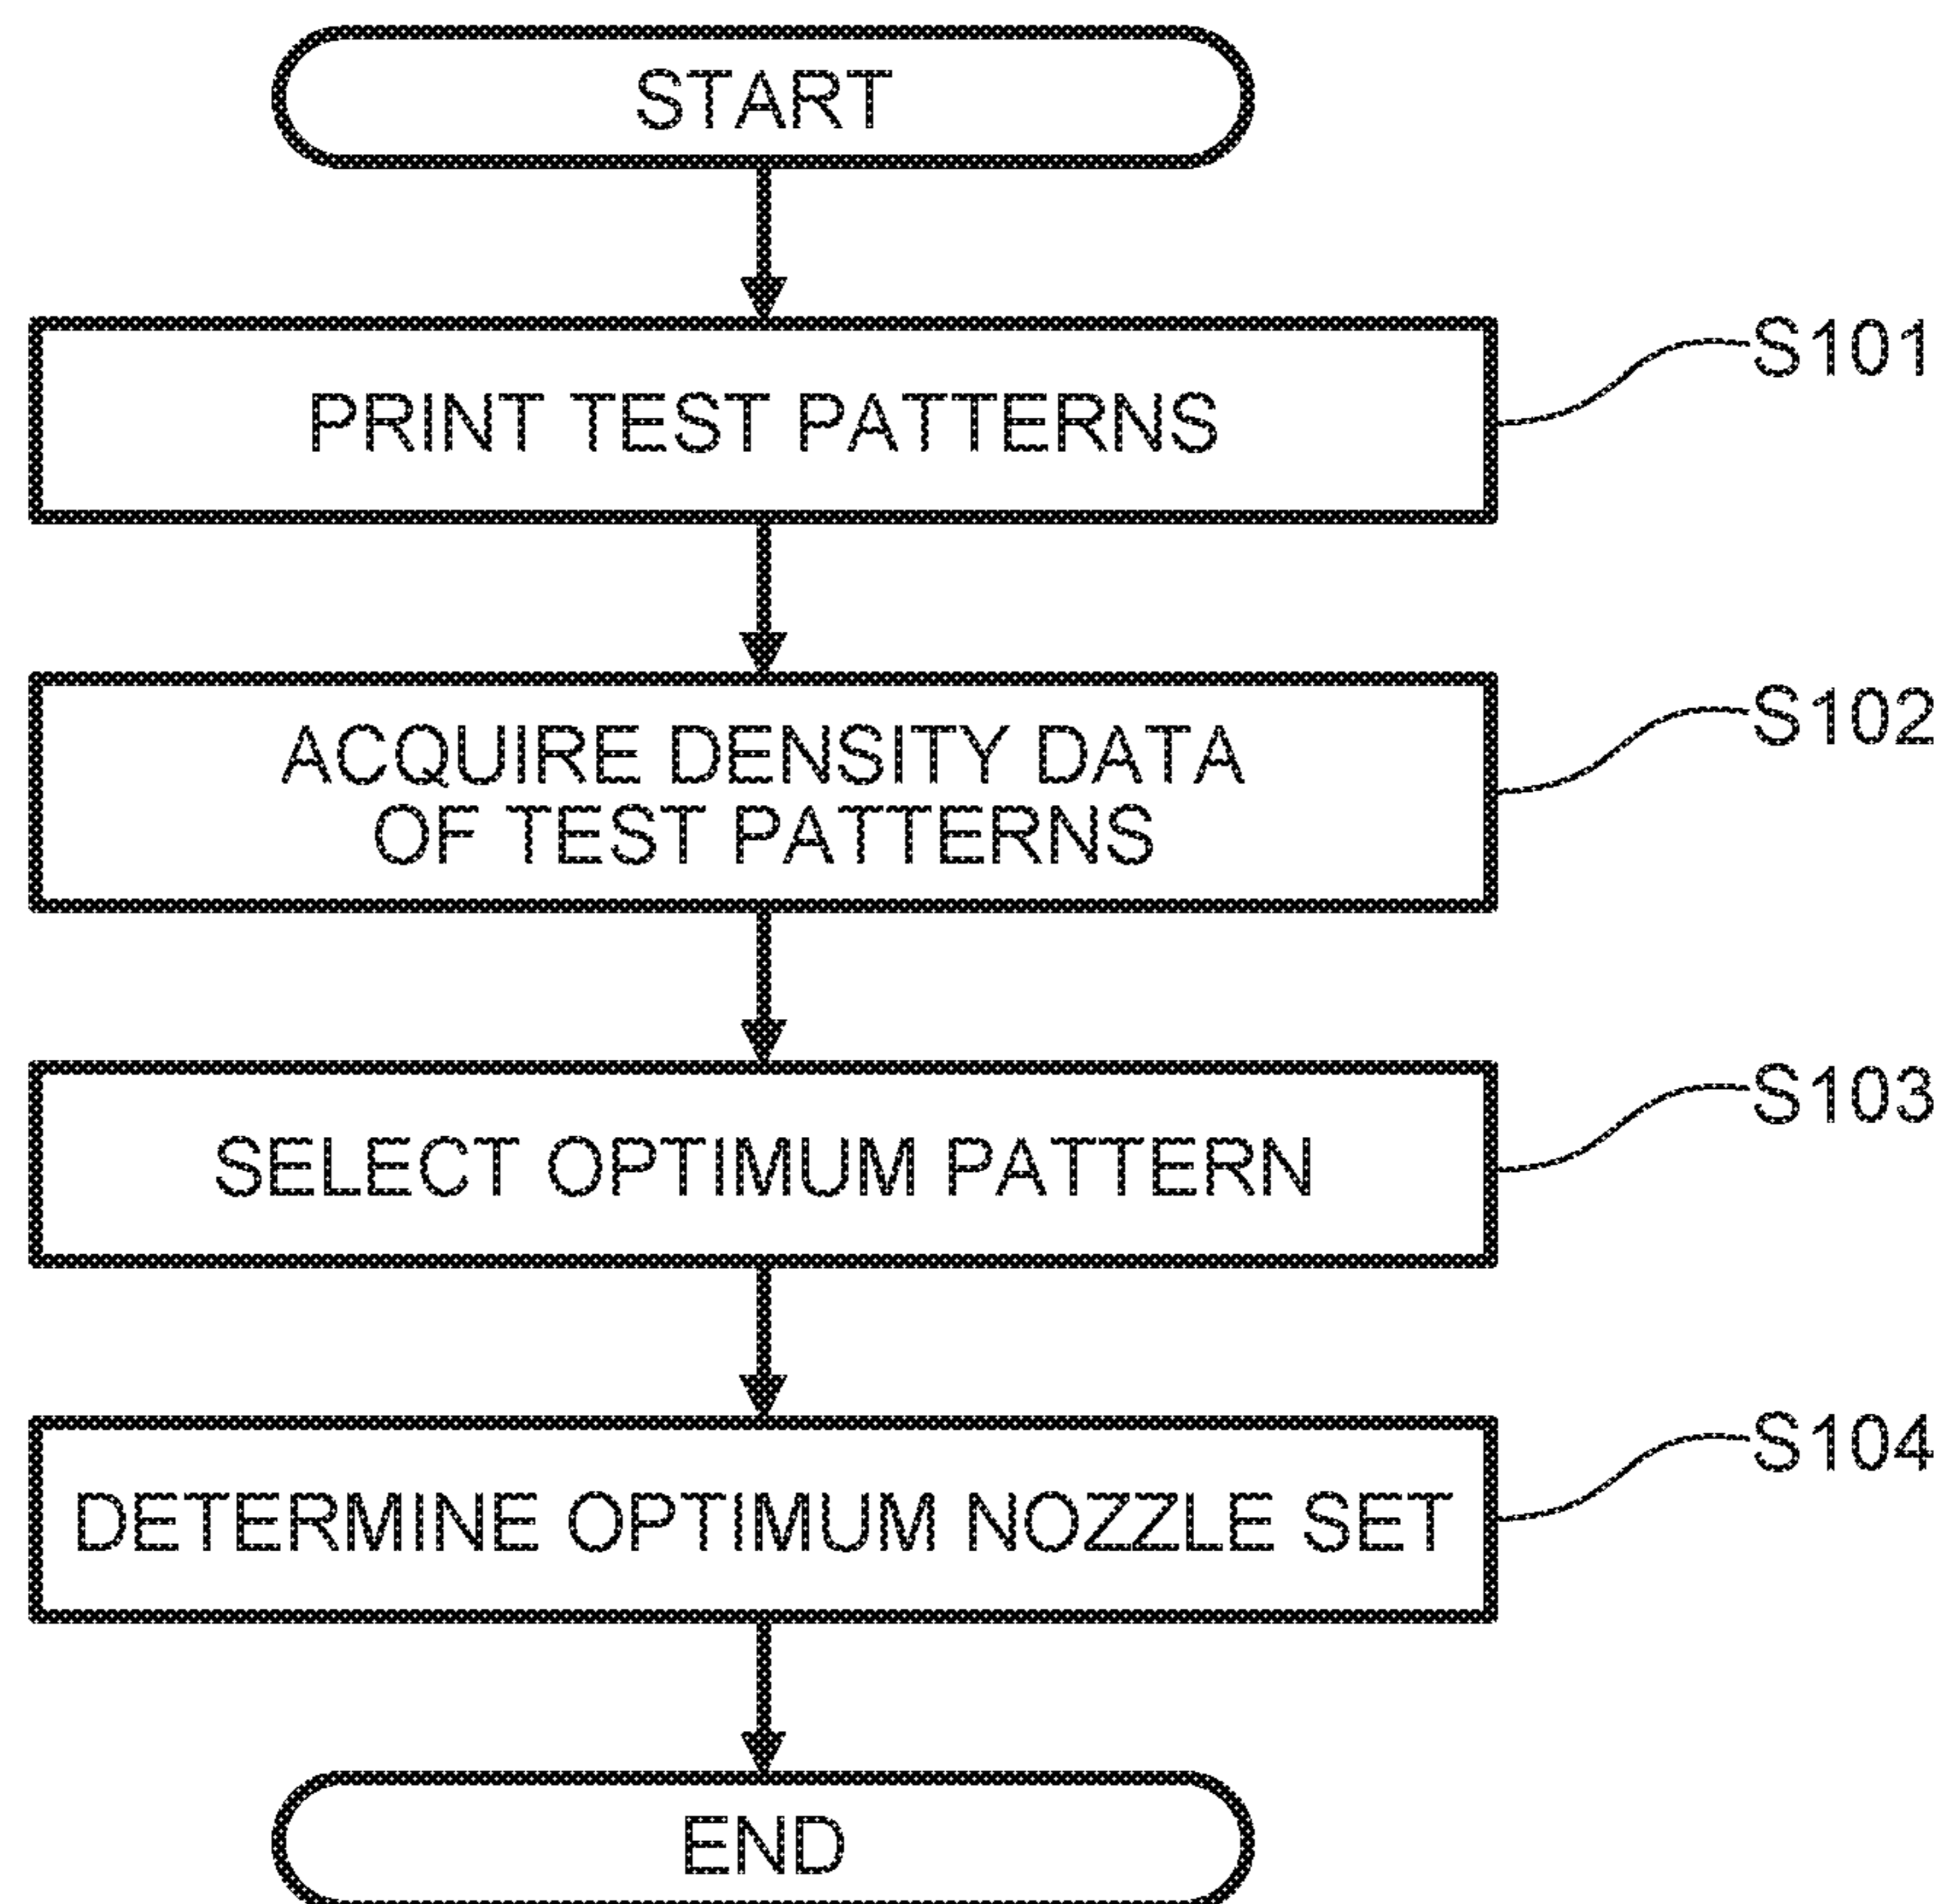 START
PRINT TEST PATTERNS
S101
ACQUIRE DENSITY DATA
OF TEST PATTERNS
S102
SELECT OPTIMUM PATTERN
S103
DETERMINE OPTIMUM NOZZLE SET
S104
END